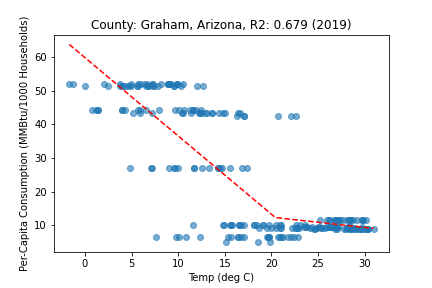 County: Graham, Arizona, R2: 0.679 (2019)
Per-Capita Consumption (MMBtu/1000 Households)
60
50
40
30
20
10
0 5 10 15 20 25 30
Temp (deg C)